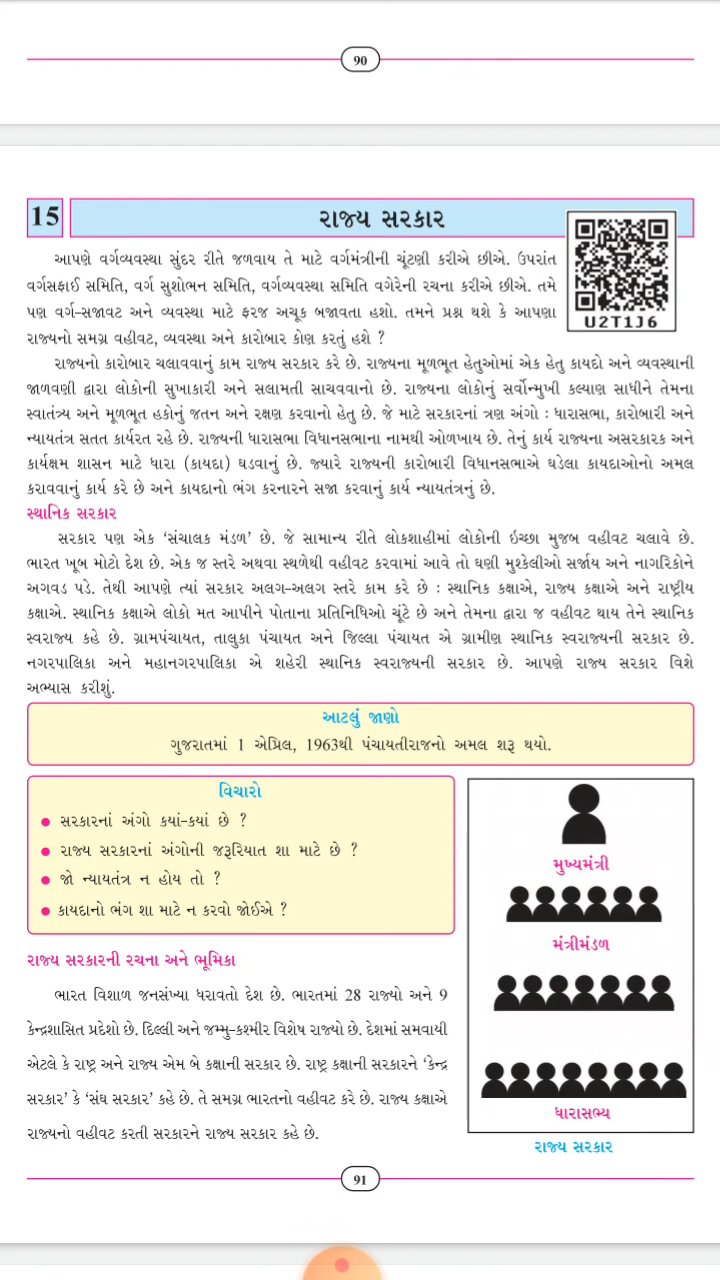 90
15
રાજ્ય સરકાર
આપણે વર્ગવ્યવસ્થા સુંદર રીતે જળવાય તે માટે વર્ગમંત્રીની ચૂંટણી કરીએ છીએ. ઉપરાંત
વર્ગસફાઈ સમિતિ, વર્ગ સુશોભન સમિતિ, વર્ગવ્યવસ્થા સમિતિ વગેરેની રચના કરીએ છીએ. તમે
પણ વર્ગ-સજાવટ અને વ્યવસ્થા માટે ફરજ અચૂક બજાવતા હશો. તમને પ્રશ્ન થશે કે આપણા
રાજ્યનો સમગ્ર વહીવટ, વ્યવસ્થા અને કારોબાર કોણ કરતું હશે ?
U2T1J6
રાજ્યનો કારોબાર ચલાવવાનું કામ રાજ્ય સરકાર કરે છે. રાજ્યના મૂળભૂત હેતુઓમાં એક હેતુ કાયદો અને વ્યવસ્થાની
જાળવણી દ્વારા લોકોની સુખાકારી અને સલામતી સાચવવાનો છે. રાજ્યના લોકોનું સર્વોન્મુખી કલ્યાણ સાધીને તેમના
સ્વાતંત્ર્ય અને મૂળભૂત હકોનું જતન અને રક્ષણ કરવાનો હેતુ છે. જે માટે સરકારનાં ત્રણ અંગો : ધારાસભા, કારોબારી અને
ન્યાયતંત્ર સતત કાર્યરત રહે છે. રાજ્યની ધારાસભા વિધાનસભાના નામથી ઓળખાય છે. તેનું કાર્ય રાજ્યના અસરકારક અને
કાર્યક્ષમ શાસન માટે ધારા (કાયદા) ઘડવાનું છે. જ્યારે રાજ્યની કારોબારી વિધાનસભાએ ઘડેલા કાયદાઓનો અમલ
કરાવવાનું કાર્ય કરે છે અને કાયદાનો ભંગ કરનારને સજા કરવાનું કાર્ય ન્યાયતંત્રનું છે.
સ્થાનિક સરકાર
સરકાર પણ એક ‘સંચાલક મંડળ’ છે. જે સામાન્ય રીતે લોકશાહીમાં લોકોની ઇચ્છા મુજબ વહીવટ ચલાવે છે.
ભારત ખૂબ મોટો દેશ છે. એક જ સ્તરે અથવા સ્થળેથી વહીવટ કરવામાં આવે તો ઘણી મુશ્કેલીઓ સર્જાય અને નાગરિકોને
અગવડ પડે. તેથી આપણે ત્યાં સરકાર અલગ-અલગ સ્તરે કામ કરે છે : સ્થાનિક કક્ષાએ, રાજ્ય કક્ષાએ અને રાષ્ટ્રીય
કક્ષાએ. સ્થાનિક કક્ષાએ લોકો મત આપીને પોતાના પ્રતિનિધિઓ ચૂંટે છે અને તેમના દ્વારા જ વહીવટ થાય તેને સ્થાનિક
સ્વરાજ્ય કહે છે. ગ્રામપંચાયત, તાલુકા પંચાયત અને જિલ્લા પંચાયત એ ગ્રામીણ સ્થાનિક સ્વરાજ્યની સરકાર છે.
નગરપાલિકા અને મહાનગરપાલિકા એ શહેરી સ્થાનિક સ્વરાજ્યની સરકાર છે. આપણે રાજ્ય સરકાર વિશે
અભ્યાસ કરીશું.
આટલું જાણો
ગુજરાતમાં 1 એપ્રિલ, 1963થી પંચાયતીરાજનો અમલ શરૂ થયો.
વિચારો
● સરકારનાં અંગો કયાં-કયાં છે ?
● રાજ્ય સરકારનાં અંગોની જરૂરિયાત શા માટે છે ?
● જો ન્યાયતંત્ર ન હોય તો ?
● કાયદાનો ભંગ શા માટે ન કરવો જોઈએ ?
રાજ્ય સરકારની રચના અને ભૂમિકા
ભારત વિશાળ જનસંખ્યા ધરાવતો દેશ છે. ભારતમાં 28 રાજ્યો અને 9
કેન્દ્રશાસિત પ્રદેશો છે. દિલ્લી અને જમ્મુ-કશ્મીર વિશેષ રાજ્યો છે. દેશમાં સમવાયી
એટલે કે રાષ્ટ્ર અને રાજ્ય એમ બે કક્ષાની સરકાર છે. રાષ્ટ્ર કક્ષાની સરકારને ‘કેન્દ્ર
સરકાર’ કે ‘સંઘ સરકાર’ કહે છે. તે સમગ્ર ભારતનો વહીવટ કરે છે. રાજ્ય કક્ષાએ
રાજ્યનો વહીવટ કરતી સરકારને રાજ્ય સરકાર કહે છે.
મુખ્યમંત્રી
મંત્રીમંડળ
ધારાસભ્ય
રાજ્ય સરકાર
91